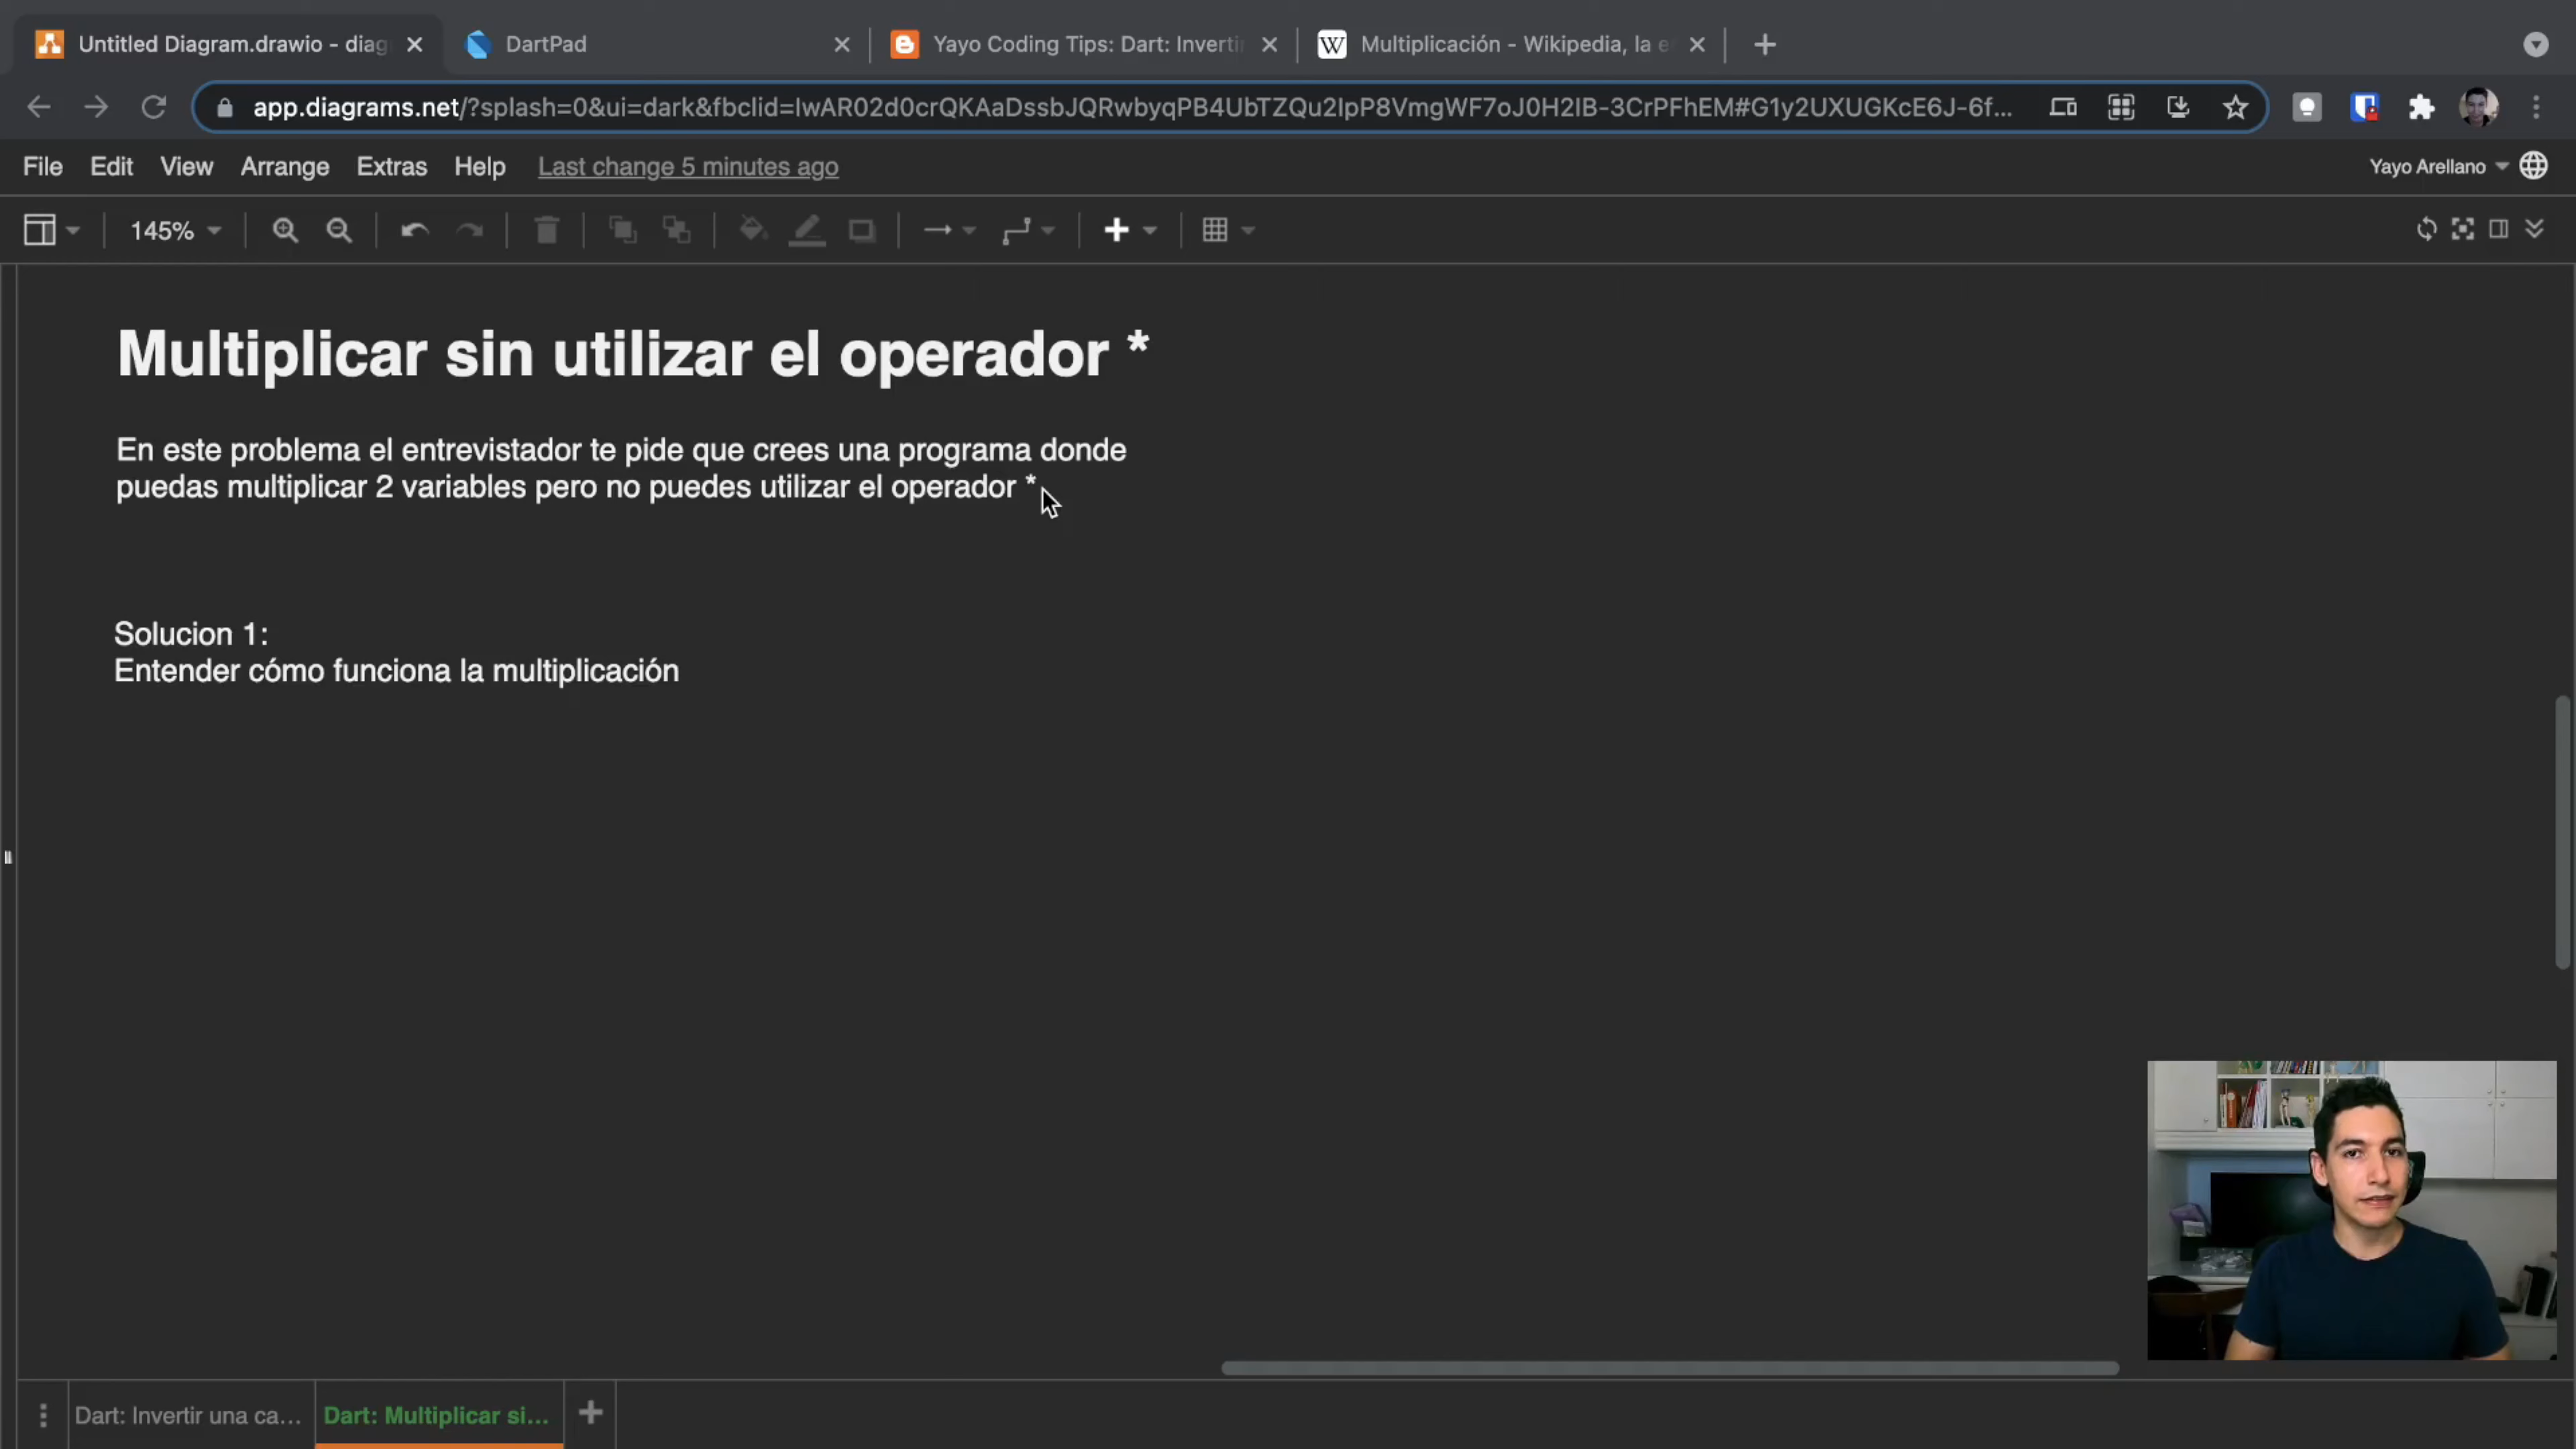 Untitled Diagram.drawio - diag
DartPad
Yayo Coding Tips: Dart: Inverti
Multiplicación - Wikipedia, la e
app.diagrams.net/?splash=0&ui=dark&fbclid=IwAR02d0crQKAaDssbJQRwbyqPB4UbTZQu2IpP8VmgWF7oJ0H2IB-3CrPFhEM#G1y2UXUGKcE6J-6f...
File Edit View Arrange Extras Help Last change 5 minutes ago
Yayo Arellano
145%
Multiplicar sin utilizar el operador *
En este problema el entrevistador te pide que crees una programa donde
puedas multiplicar 2 variables pero no puedes utilizar el operador *
Solucion 1:
Entender cómo funciona la multiplicación
Dart: Invertir una ca...
Dart: Multiplicar si...